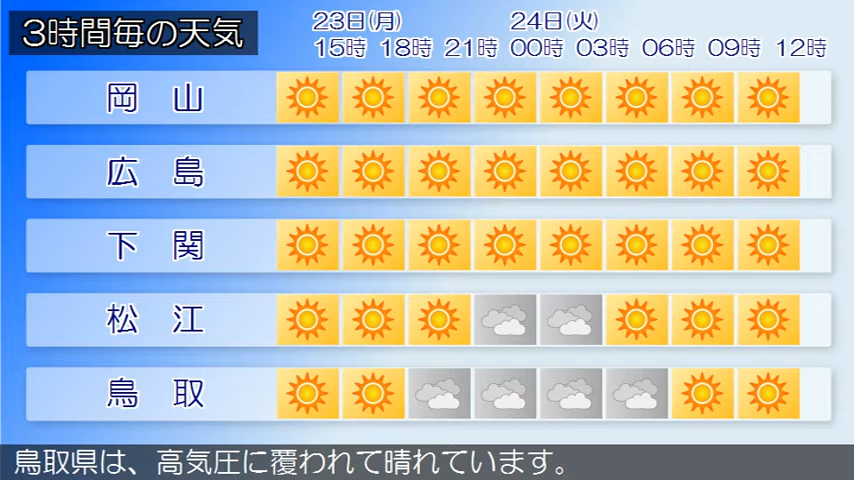 3時間毎の天気
23日(月) 24日(火)
15時 18時 21時 00時 03時 06時 09時 12時
岡 山
広 島
下 関
松 江
鳥 取
鳥取県は、高気圧に覆われて晴れています。